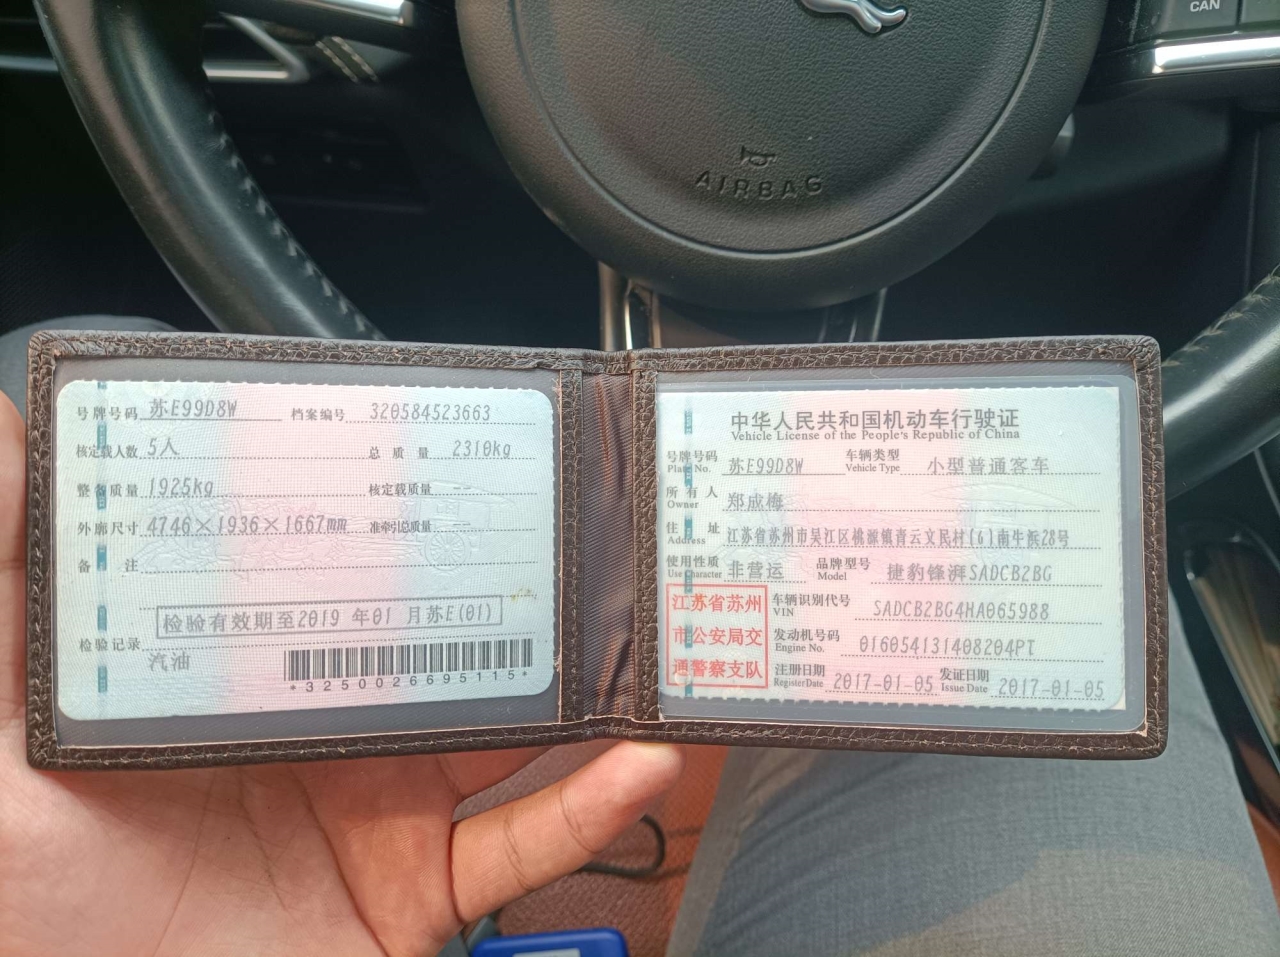 CAN
AIRBAG
号牌号码 苏E99D8W 档案编号 320584523663
核定载人数 5人 总质量 2310kg
整备质量 1925kg 核定载质量 --
外廓尺寸 4746×1936×1667mm 准牵引总质量 --
备注
检验有效期至2019年01月苏E(01)
检验记录
汽油
*3250026695115*
中华人民共和国机动车行驶证
Vehicle License of the People's Republic of China
号牌号码 苏E99D8W 车辆类型 小型普通客车
Plate No. Vehicle Type
所有人 郑成梅
Owner
住址 江苏省苏州市吴江区桃源镇青云文民村(6)南牛浜28号
Address
使用性质 非营运 品牌型号 捷豹锋湃SADCB2BG
Use Character Model
江苏省苏州
市公安局交
通警察支队
车辆识别代号 SADCB2BG4HA065988
VIN
发动机号码 016054131408204PT
Engine No.
注册日期 2017-01-05 发证日期 2017-01-05
Register Date Issue Date